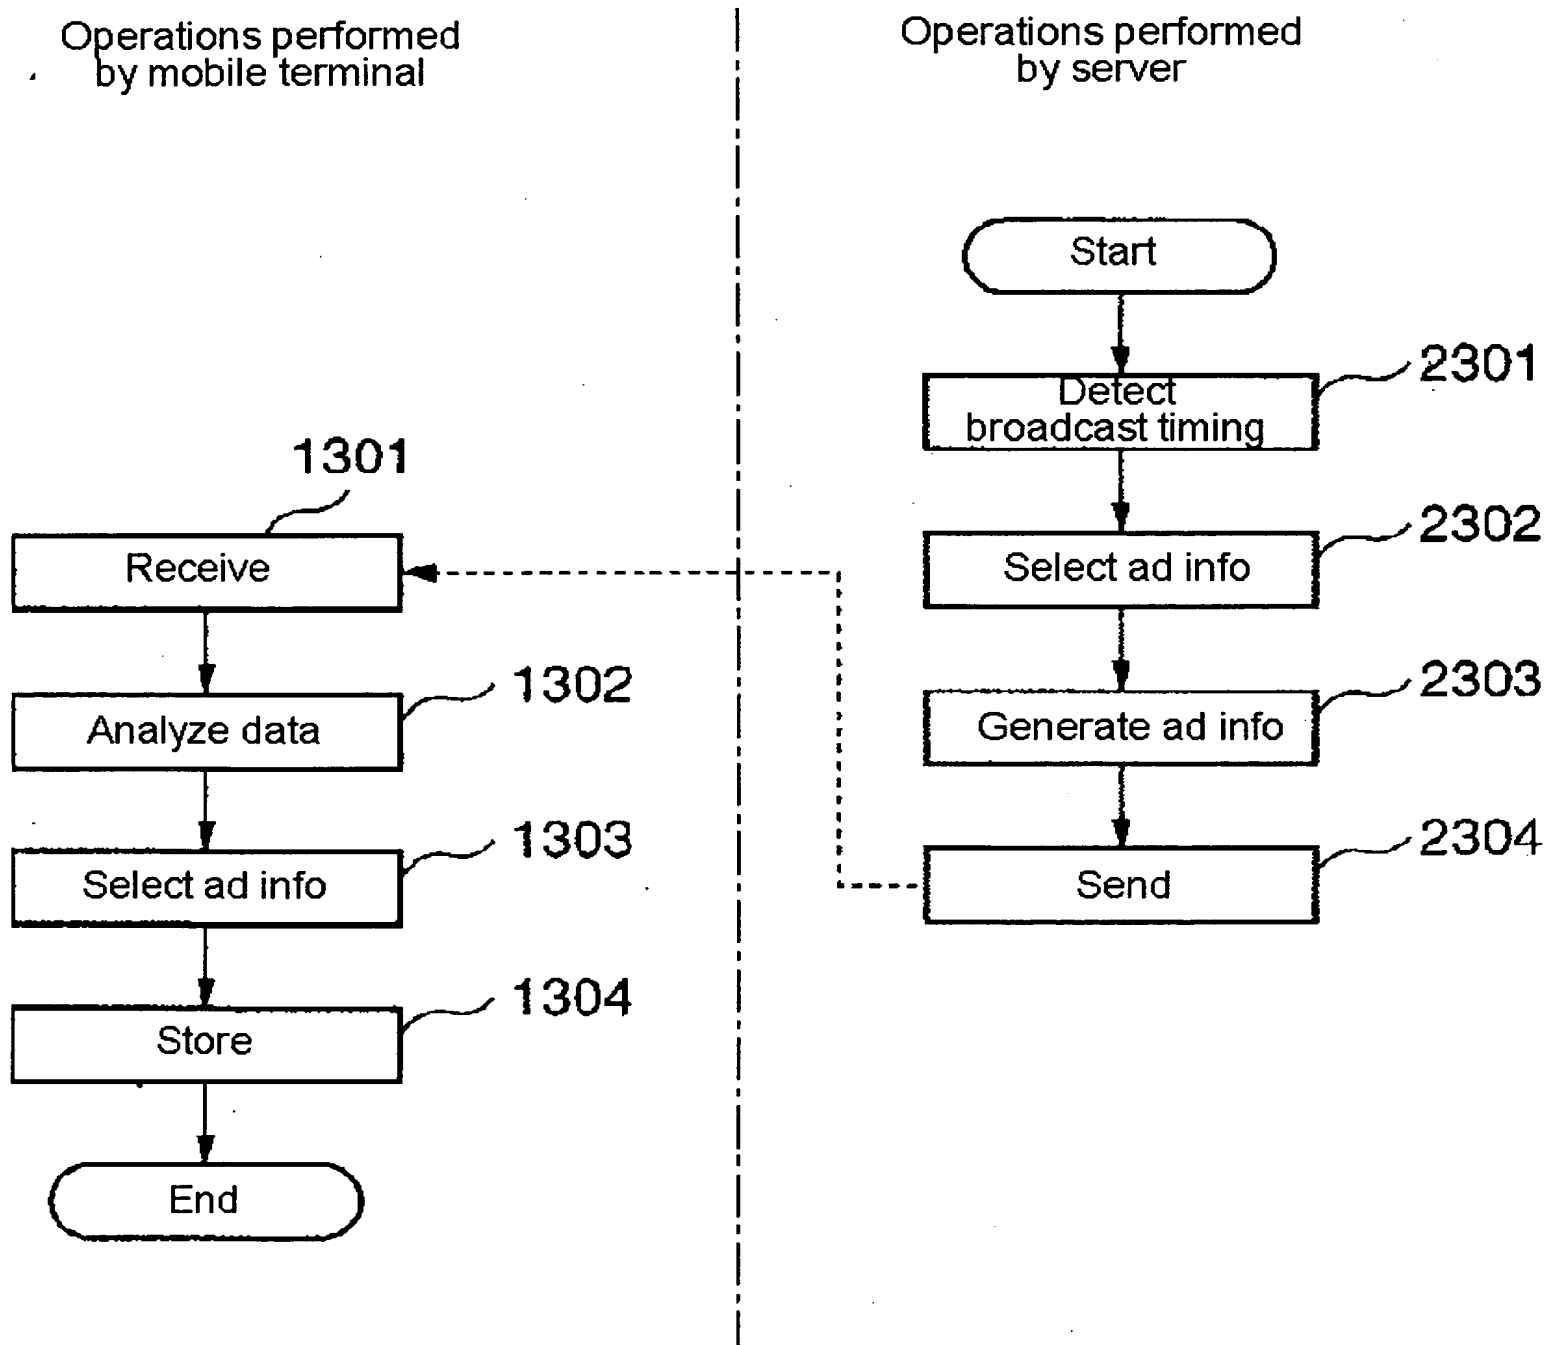 Operations performed
by mobile terminal
Operations performed
by server
Start
2301
Detect
broadcast timing
2302
Select ad info
2303
Generate ad info
2304
Send
1301
Receive
1302
Analyze data
1303
Select ad info
1304
Store
End